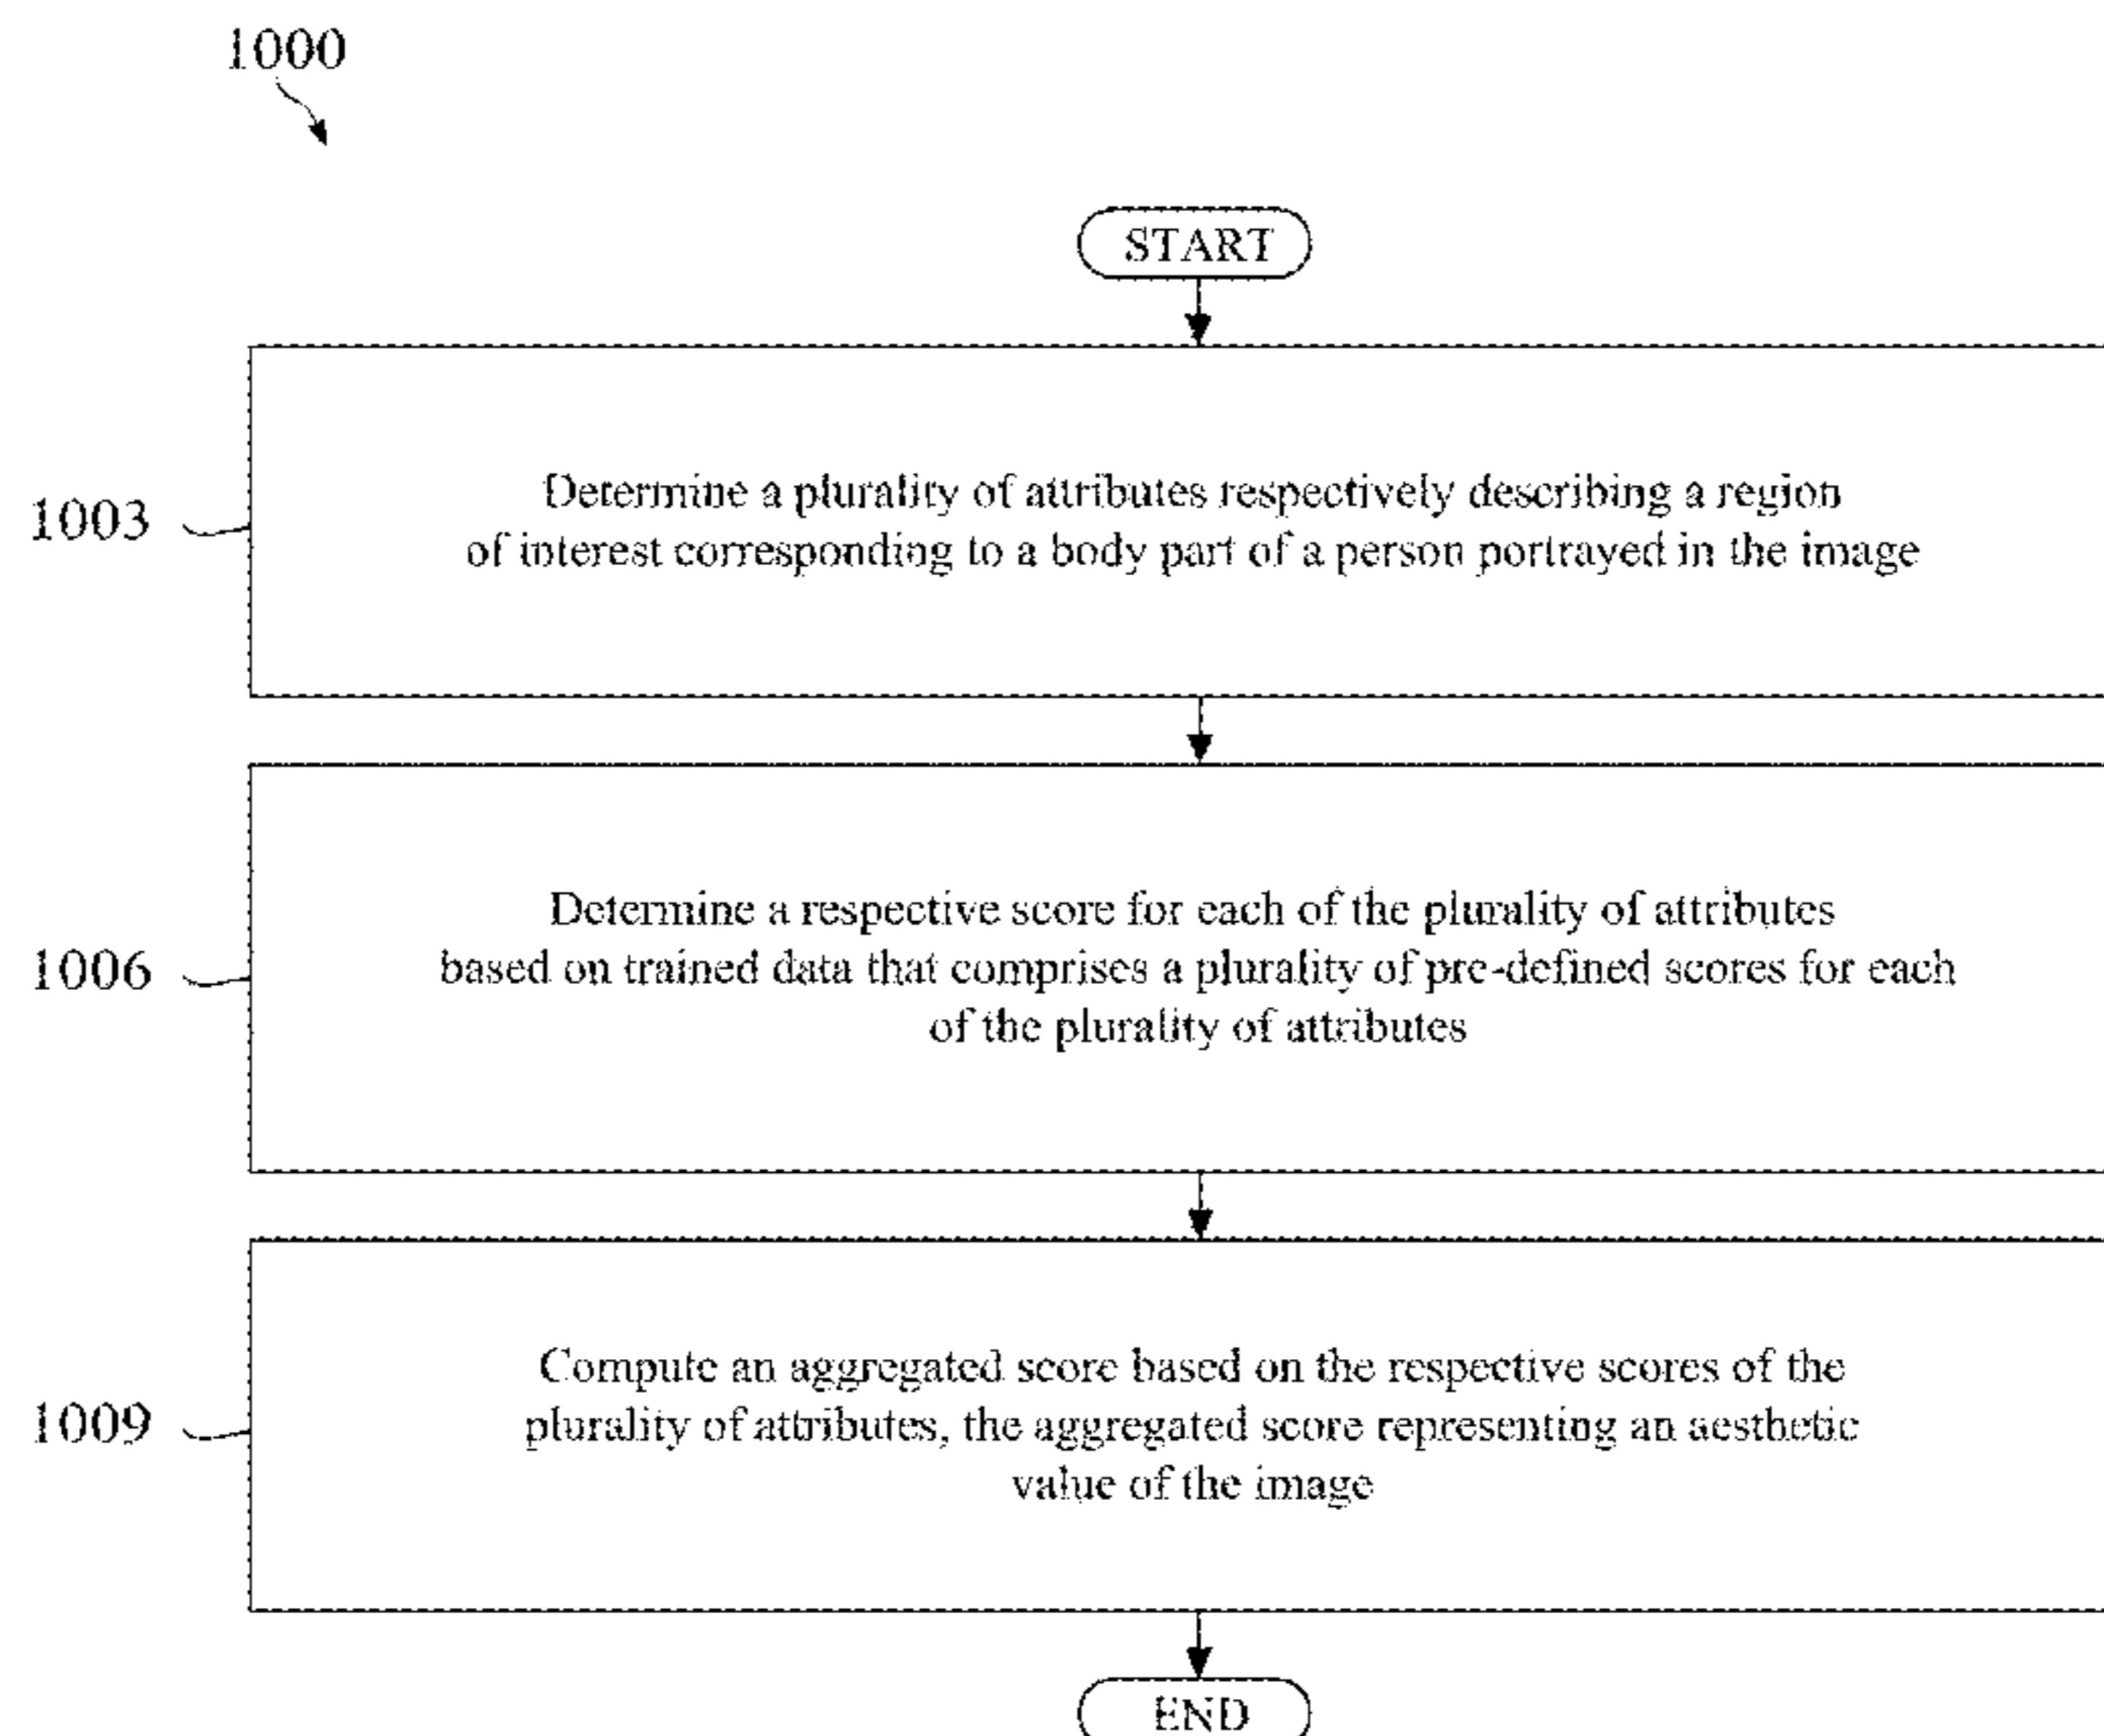 1000
START
1003
Determine a plurality of attributes respectively describing a region
of interest corresponding to a body part of a person portrayed in the image
1006
Determine a respective score for each of the plurality of attributes
based on trained data that comprises a plurality of pre-defined scores for each
of the plurality of attributes
1009
Compute an aggregated score based on the respective scores of the
plurality of attributes, the aggregated score representing an aesthetic
value of the image
END